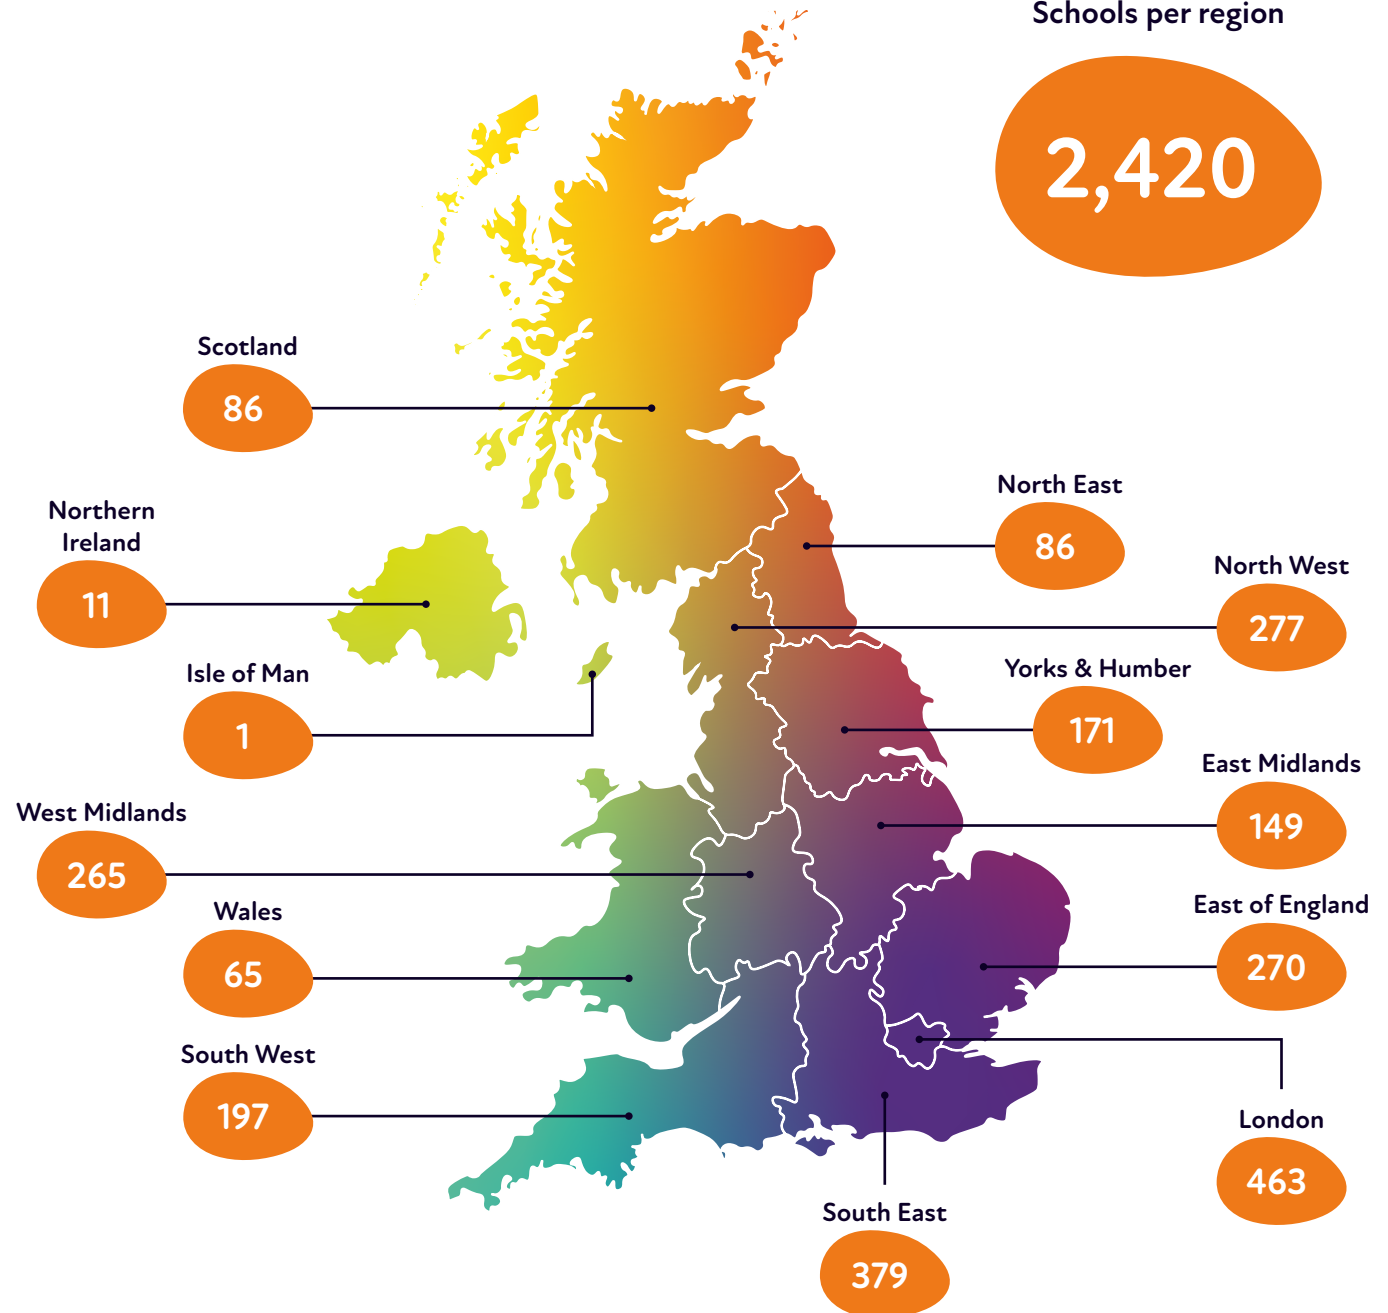 Schools per region
2,420
Scotland
86
North East
86
Northern
Ireland
11
North West
277
Isle of Man
1
Yorks & Humber
171
East Midlands
149
West Midlands
265
East of England
270
Wales
65
South West
197
London
463
South East
379